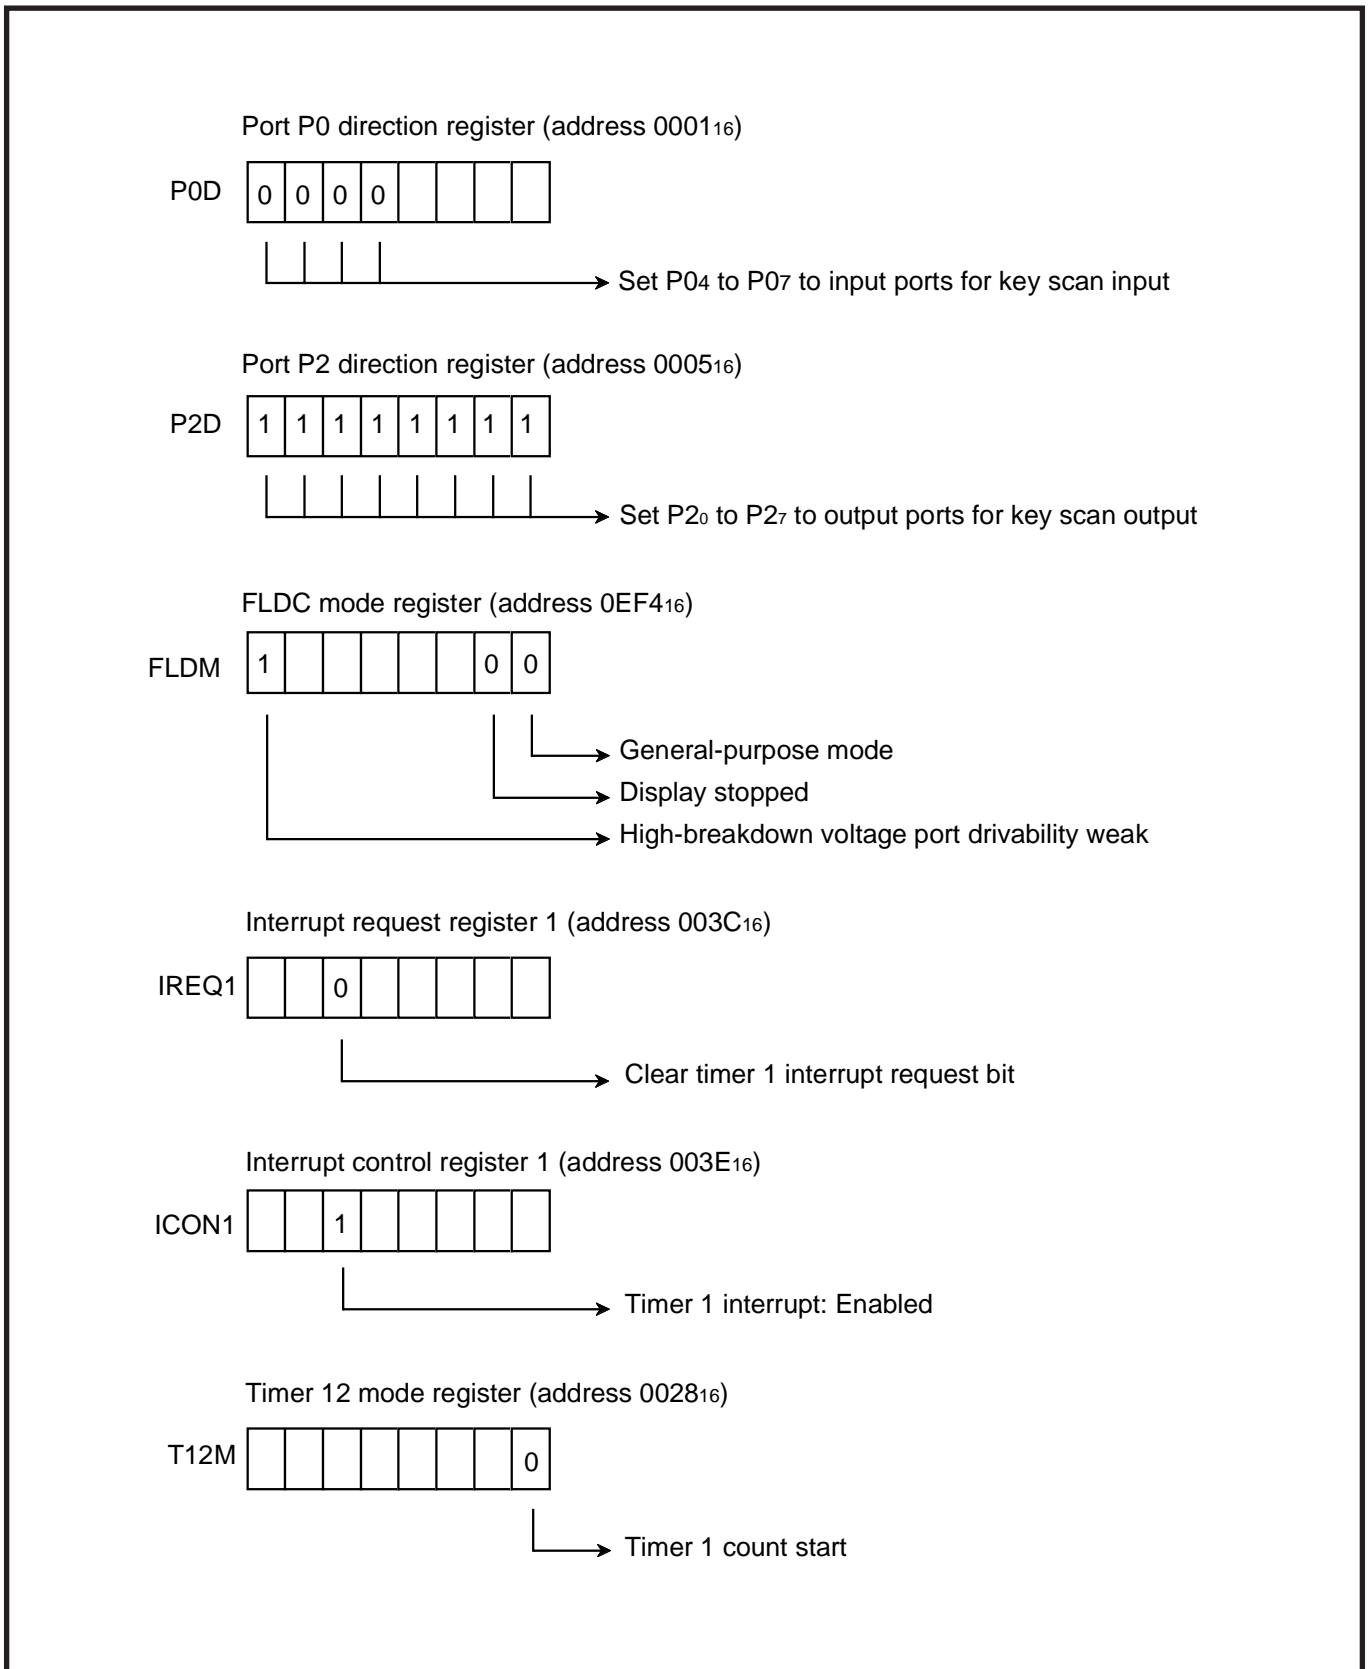 Port P0 direction register (address 000116)
P0D 0 0 0 0
Set P04 to P07 to input ports for key scan input
Port P2 direction register (address 000516)
P2D 1 1 1 1 1 1 1 1
Set P20 to P27 to output ports for key scan output
FLDC mode register (address 0EF416)
FLDM 1 0 0
General-purpose mode
Display stopped
High-breakdown voltage port drivability weak
Interrupt request register 1 (address 003C16)
IREQ1 0
Clear timer 1 interrupt request bit
Interrupt control register 1 (address 003E16)
ICON1 1
Timer 1 interrupt: Enabled
Timer 12 mode register (address 002816)
T12M 0
Timer 1 count start